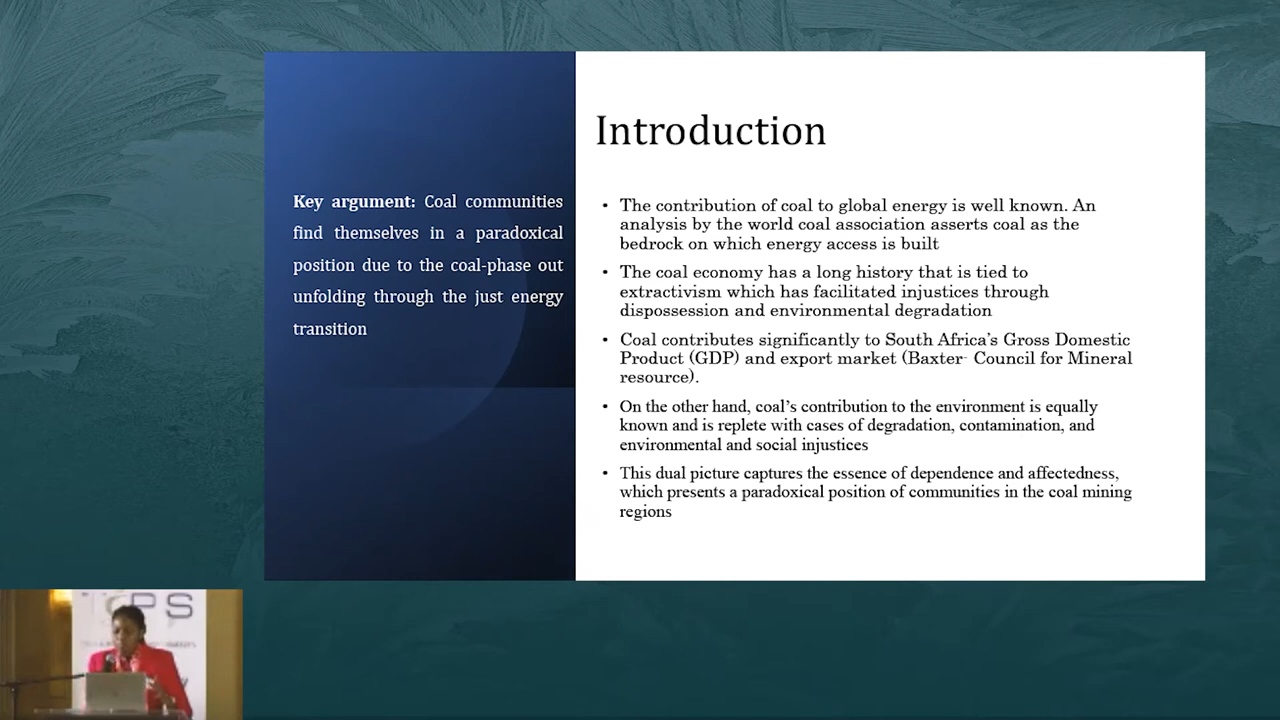 Key argument: Coal communities
find themselves in a paradoxical
position due to the coal-phase out
unfolding through the just energy
transition
Introduction
• The contribution of coal to global energy is well known. An
analysis by the world coal association asserts coal as the
bedrock on which energy access is built
• The coal economy has a long history that is tied to
extractivism which has facilitated injustices through
dispossession and environmental degradation
• Coal contributes significantly to South Africa's Gross Domestic
Product (GDP) and export market (Baxter- Council for Mineral
resource).
• On the other hand, coal's contribution to the environment is equally
known and is replete with cases of degradation, contamination, and
environmental and social injustices
• This dual picture captures the essence of dependence and affectedness,
which presents a paradoxical position of communities in the coal mining
regions
PS